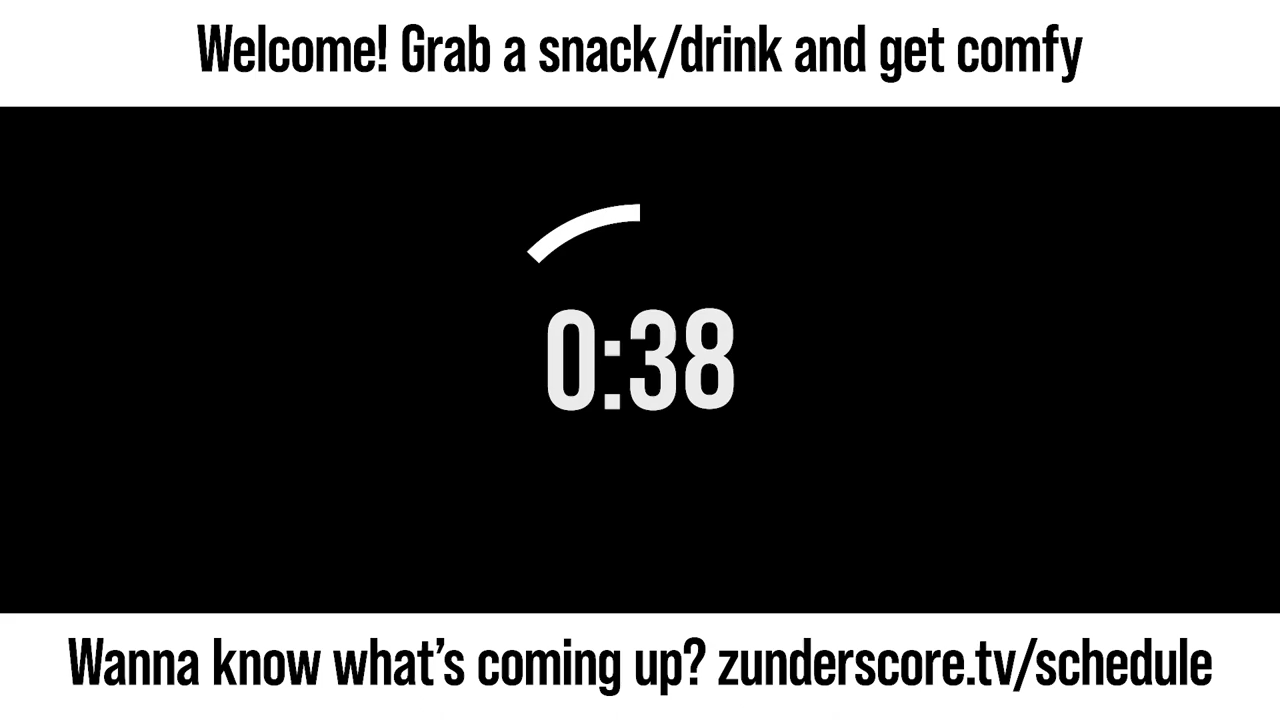 Welcome! Grab a snack/drink and get comfy
0:38
Wanna know what's coming up? zunderscore.tv/schedule